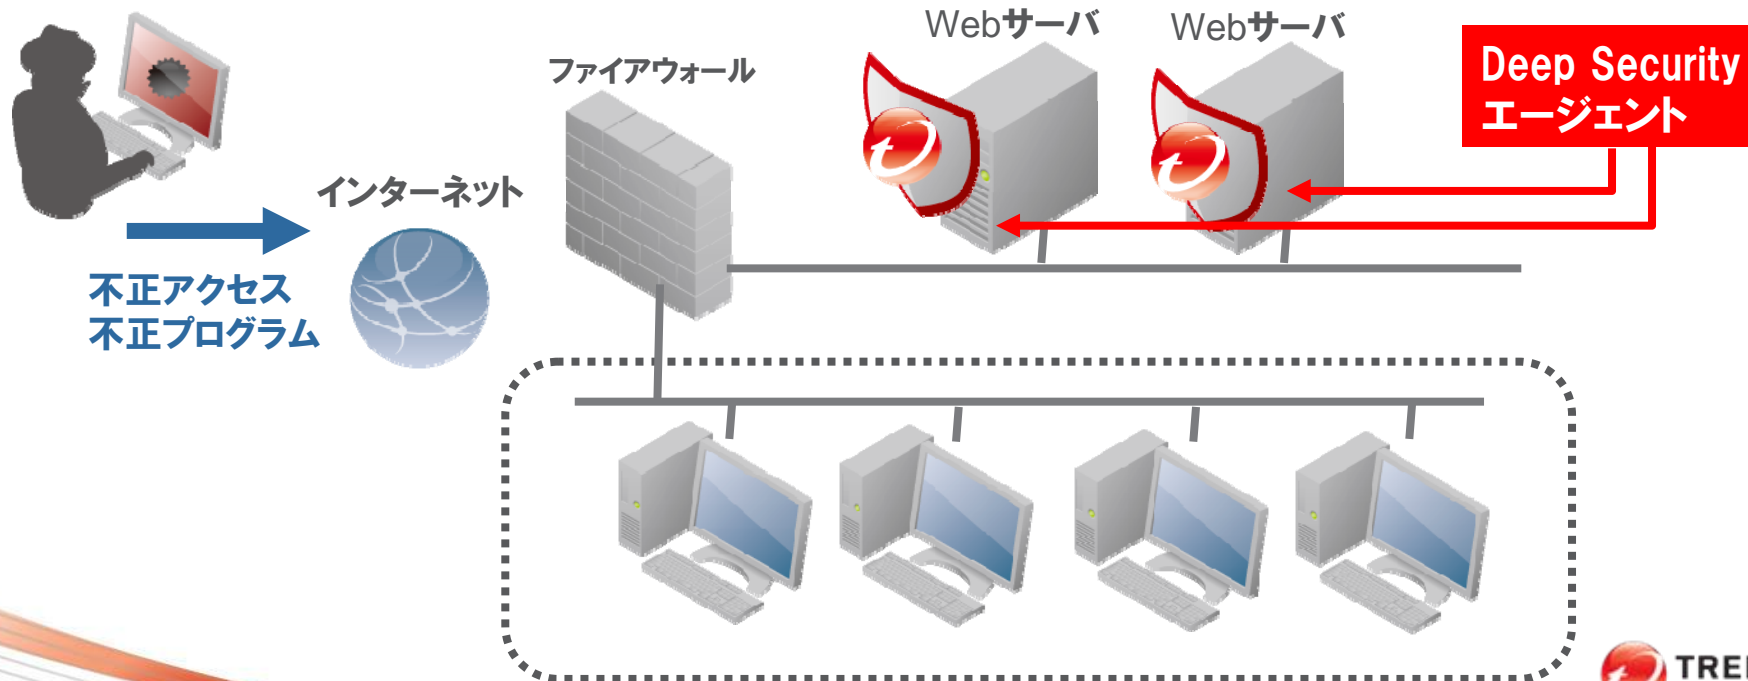 Webサーバ
Webサーバ
Deep Security
エージェント
ファイアウォール
インターネット
不正アクセス
不正プログラム